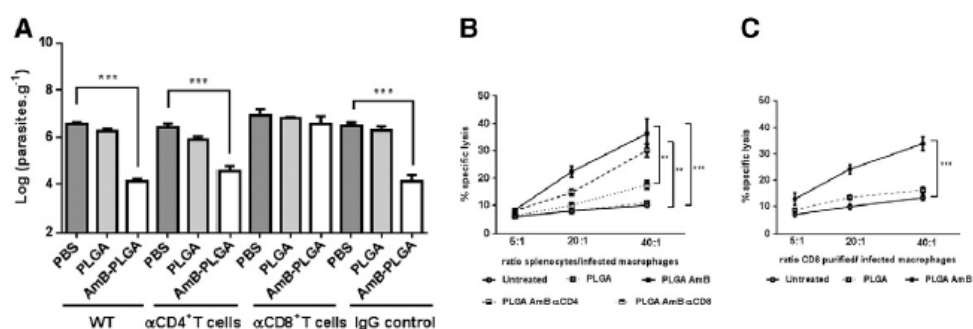 A
Log (parasites.g⁻¹)
10
8
6
4
2
***
***
***
PBS
PLGA
AmB-PLGA
PBS
PLGA
AmB-PLGA
PBS
PLGA
AmB-PLGA
PBS
PLGA
AmB-PLGA
WT
αCD4⁺T cells
αCD8⁺T cells
IgG control
B
% specific lysis
50
40
30
20
10
0
**
**
***
5:1 20:1 40:1
ratio splenocytes/infected macrophages
Untreated PLGA PLGA AmB
PLGA AmB αCD4 PLGA AmB αCD8
C
% specific lysis
50
40
30
20
10
0
***
5:1 20:1 40:1
ratio CD8 purified/ infected macrophages
Untreated PLGA PLGA AmB